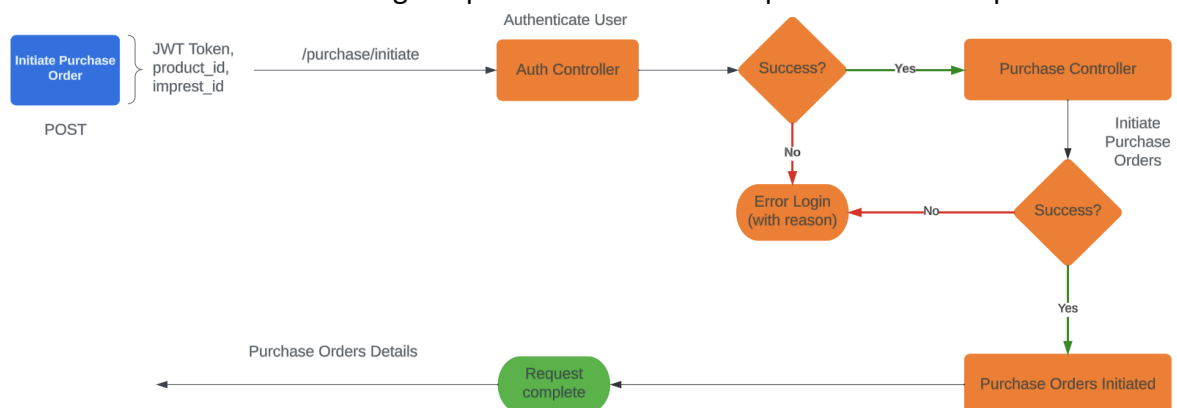 Authenticate User
Initiate Purchase
Order
JWT Token,
product_id,
imprest_id
/purchase/initiate
Auth Controller
Success?
Yes
Purchase Controller
POST
No
Initiate
Purchase
Orders
Error Login
(with reason)
No
Success?
Yes
Purchase Orders Details
Request
complete
Purchase Orders Initiated